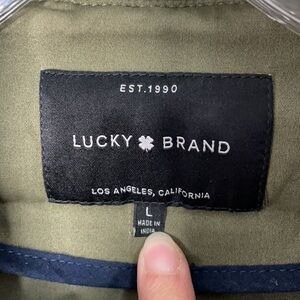 EST.1990
LUCKY BRAND
LOS ANGELES, CALIFORNIA
L
MADE IN
INDIA